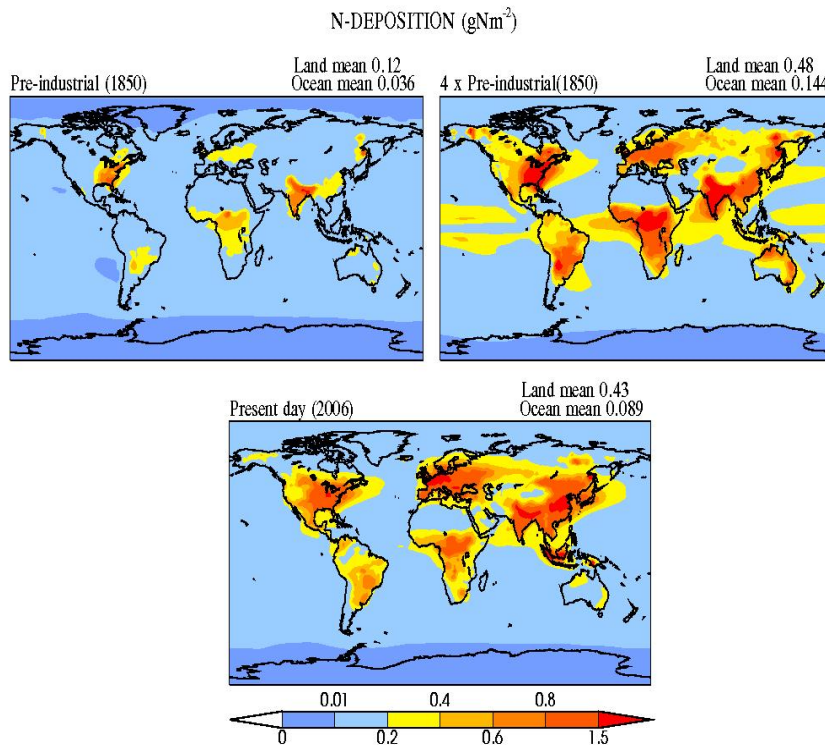 N-DEPOSITION (gNm-2)
Land mean 0.12
Pre-industrial (1850) Ocean mean 0.036
Land mean 0.48
4 x Pre-industrial(1850) Ocean mean 0.144
Land mean 0.43
Present day (2006) Ocean mean 0.089
0.01 0.4 0.8
0 0.2 0.6 1.5